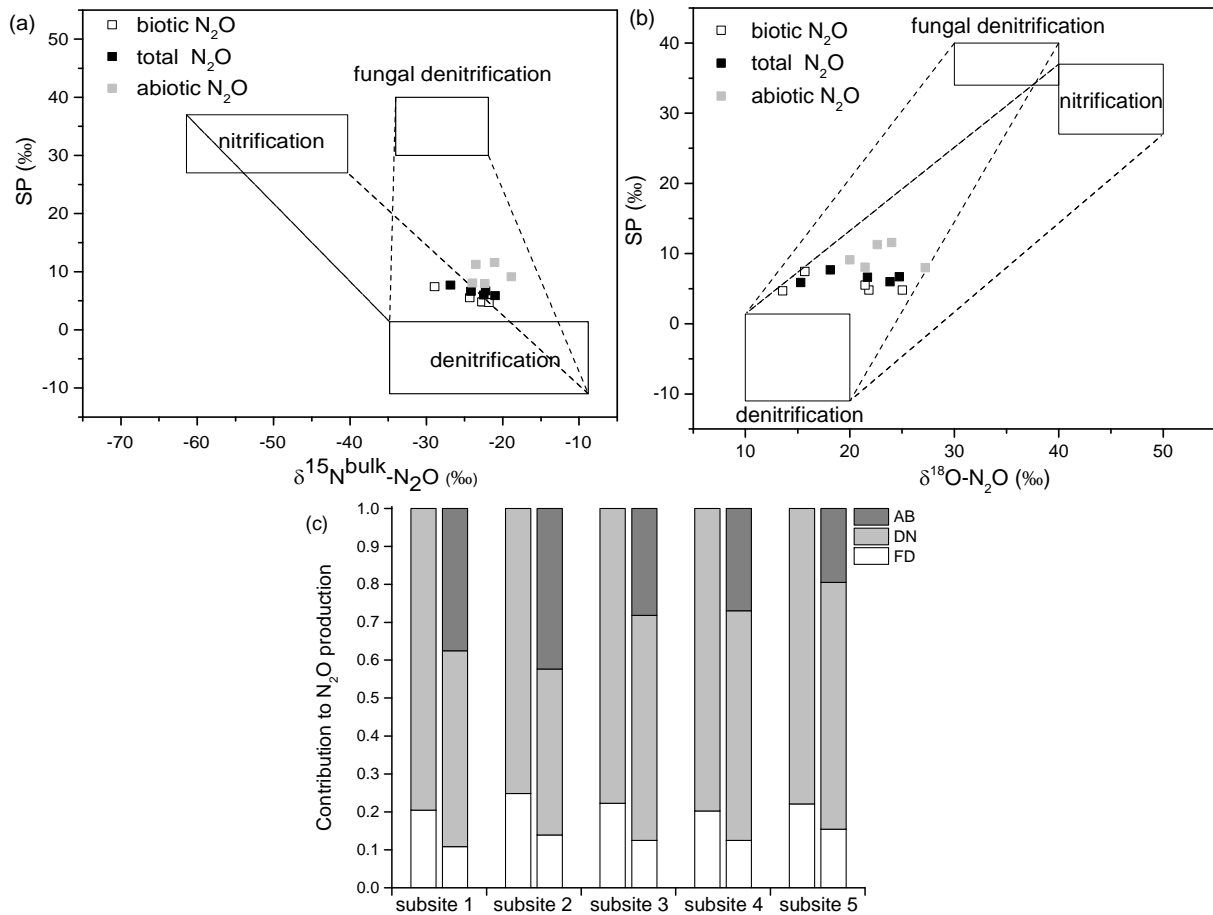 (a)
biotic N₂O
total N₂O
abiotic N₂O
fungal denitrification
nitrification
denitrification
50
40
30
20
10
0
-10
SP (‰)
-70 -60 -50 -40 -30 -20 -10
δ¹⁵Nᵇᵘˡᵏ-N₂O (‰)
(b)
fungal denitrification
biotic N₂O
total N₂O
abiotic N₂O
nitrification
denitrification
40
30
20
10
0
-10
SP (‰)
10 20 30 40 50
δ¹⁸O-N₂O (‰)
(c)
AB
DN
FD
1.0
0.9
0.8
0.7
0.6
0.5
0.4
0.3
0.2
0.1
0.0
Contribution to N₂O production
subsite 1 subsite 2 subsite 3 subsite 4 subsite 5